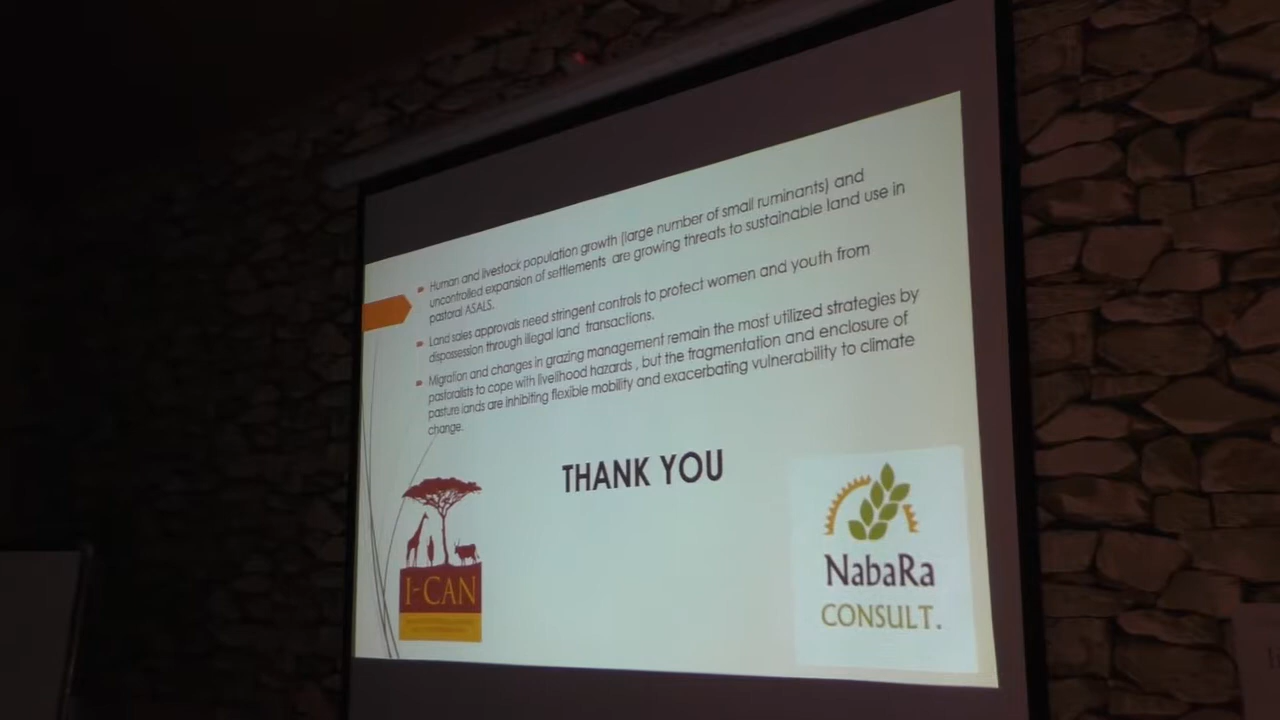 Human and livestock population growth (large number of small ruminants) and
uncontrolled expansion of settlements are growing threats to sustainable land use in
pastoral ASALS.
Land sales approvals need stringent controls to protect women and youth from
dispossession through illegal land transactions.
Migration and changes in grazing management remain the most utilized strategies by
pastoralists to cope with livelihood hazards , but the fragmentation and enclosure of
pasture lands are inhibiting flexible mobility and exacerbating vulnerability to climate
change.
THANK YOU
I-CAN
NabaRa
CONSULT.